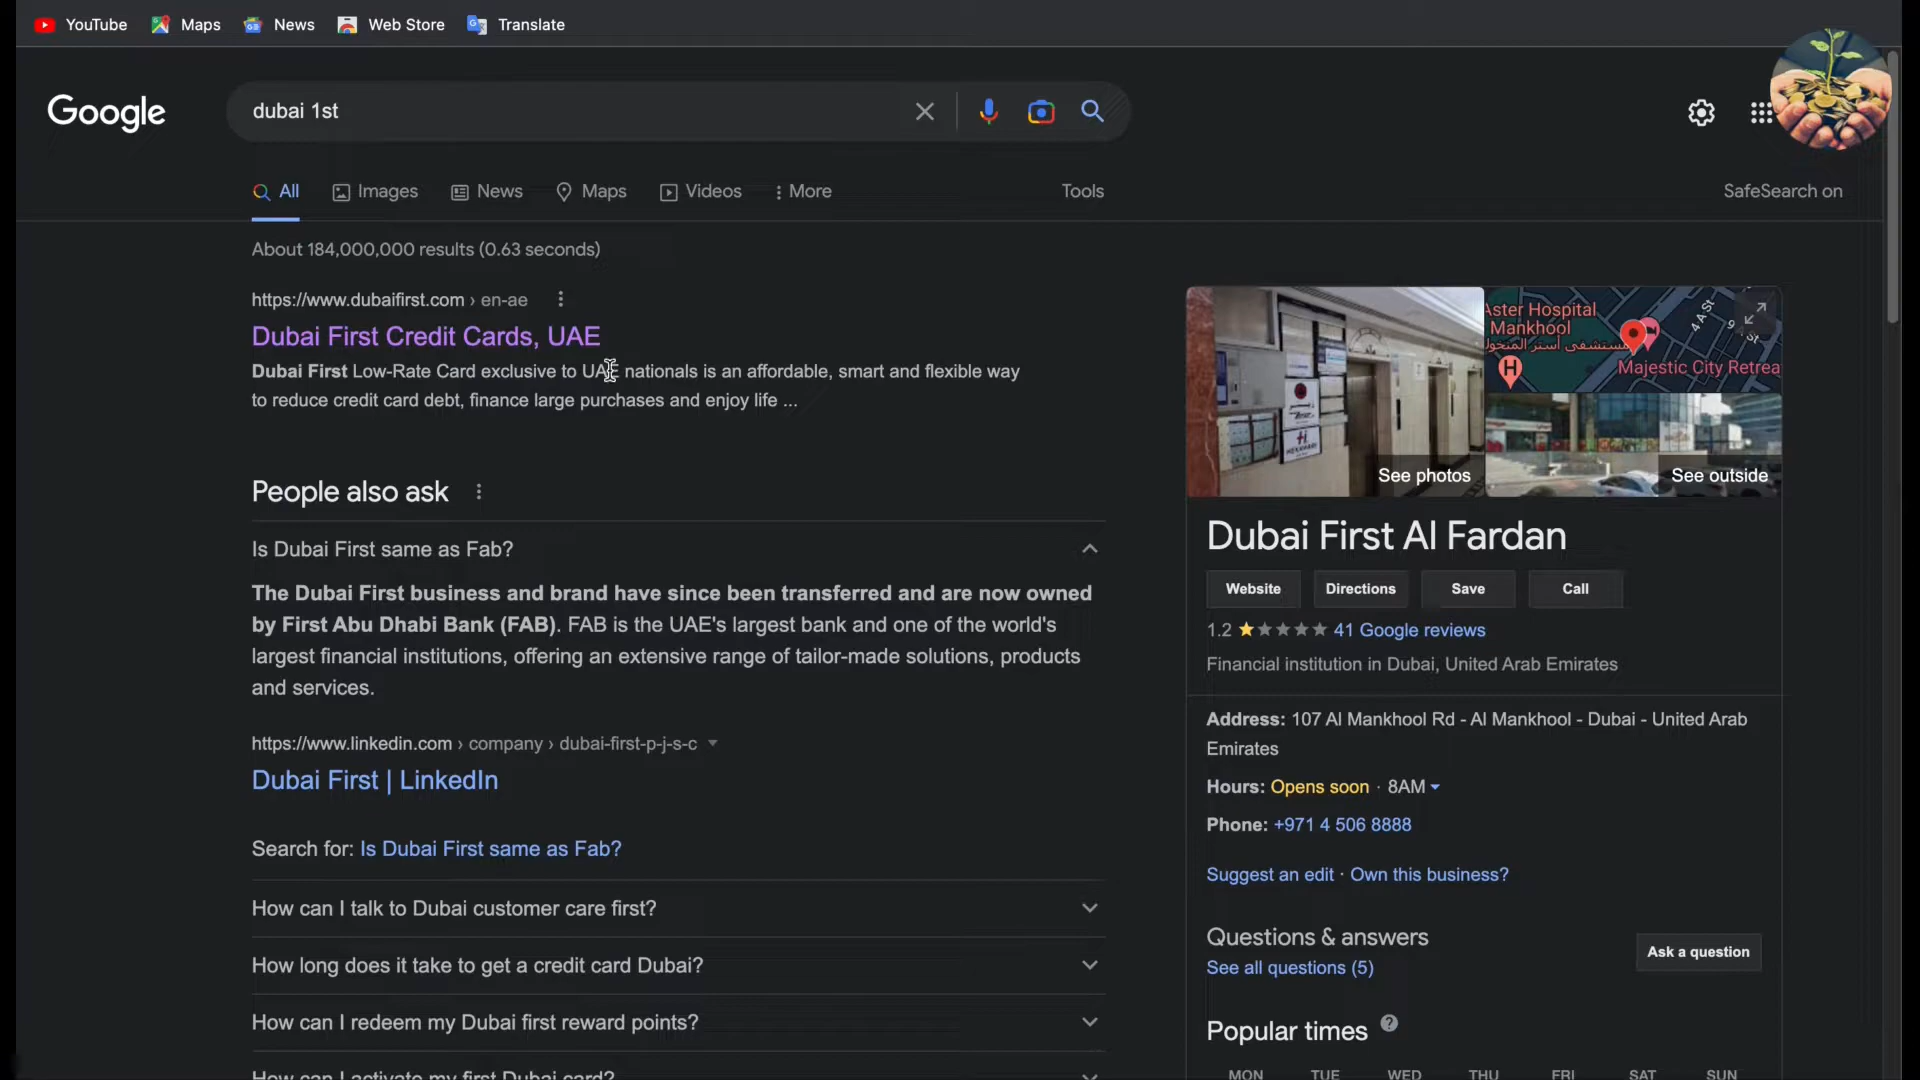 YouTube Maps News Web Store Translate
Google
dubai 1st
All Images News Maps Videos More Tools SafeSearch on
About 184,000,000 results (0.63 seconds)
https://www.dubaifirst.com › en-ae
Dubai First Credit Cards, UAE
Dubai First Low-Rate Card exclusive to UAE nationals is an affordable, smart and flexible way
to reduce credit card debt, finance large purchases and enjoy life ...
People also ask
Is Dubai First same as Fab?
The Dubai First business and brand have since been transferred and are now owned
by First Abu Dhabi Bank (FAB). FAB is the UAE's largest bank and one of the world's
largest financial institutions, offering an extensive range of tailor-made solutions, products
and services.
https://www.linkedin.com › company › dubai-first-p-j-s-c
Dubai First | LinkedIn
Search for: Is Dubai First same as Fab?
How can I talk to Dubai customer care first?
How long does it take to get a credit card Dubai?
How can I redeem my Dubai first reward points?
How can I activate my first Dubai card?
Aster Hospital
Mankhool
مستشفى أستر المنخول
H
4 A St
Majestic City Retrea
See photos
See outside
Dubai First Al Fardan
Website Directions Save Call
1.2 41 Google reviews
Financial institution in Dubai, United Arab Emirates
Address: 107 Al Mankhool Rd - Al Mankhool - Dubai - United Arab
Emirates
Hours: Opens soon · 8AM
Phone: +971 4 506 8888
Suggest an edit · Own this business?
Questions & answers
See all questions (5)
Ask a question
Popular times
MON TUE WED THU FRI SAT SUN